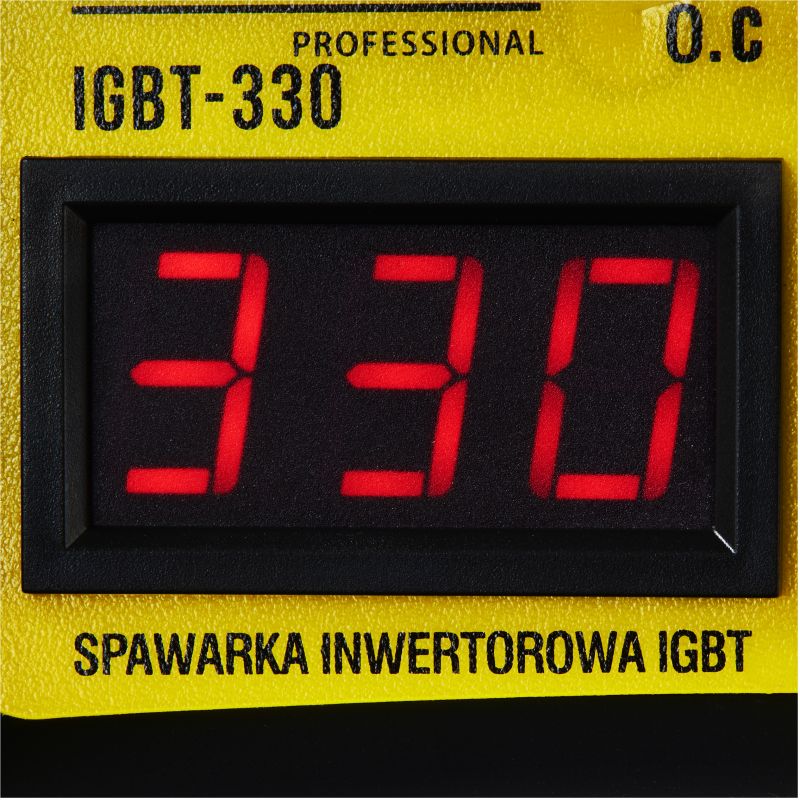 PROFESSIONAL
O.C
IGBT-330
330
SPAWARKA INWERTOROWA IGBT